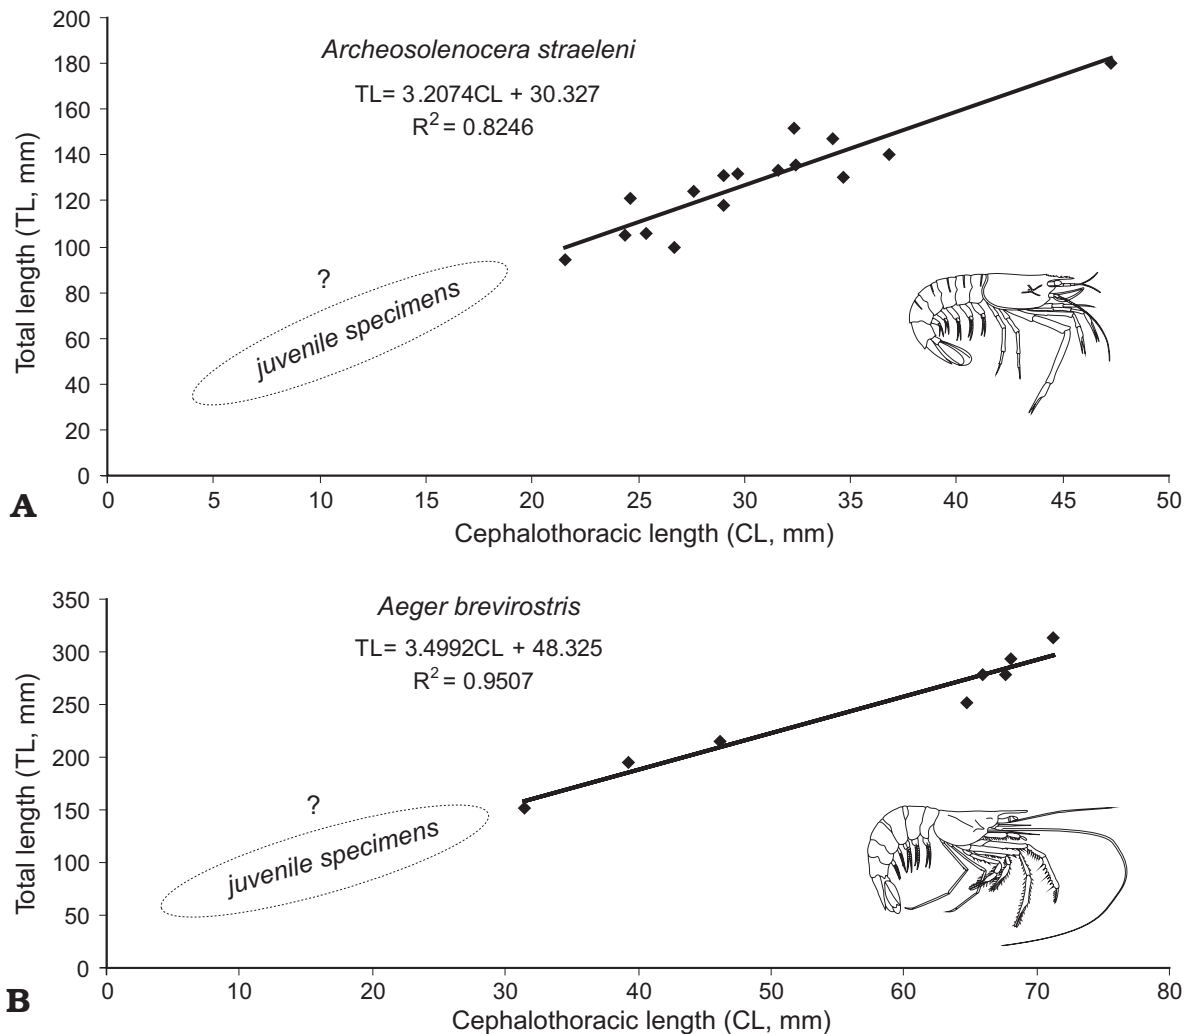 Archeosolenocera straeleni
TL= 3.2074CL + 30.327
R² = 0.8246
Total length (TL, mm)
200
180
160
140
120
100
80
60
40
20
0
?
juvenile specimens
0 5 10 15 20 25 30 35 40 45 50
Cephalothoracic length (CL, mm)
A
Aeger brevirostris
TL= 3.4992CL + 48.325
R² = 0.9507
Total length (TL, mm)
350
300
250
200
150
100
50
0
?
juvenile specimens
0 10 20 30 40 50 60 70 80
Cephalothoracic length (CL, mm)
B